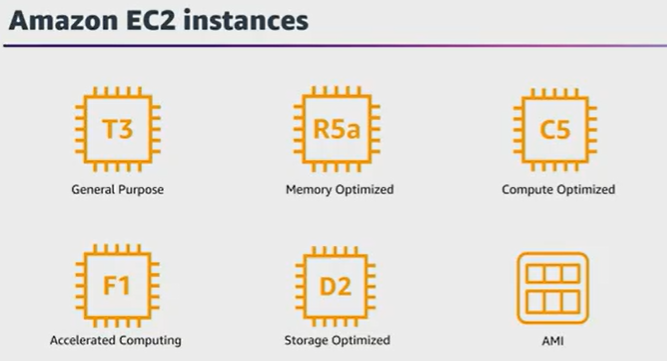 Amazon EC2 instances
T3
R5a
C5
General Purpose
Memory Optimized
Compute Optimized
F1
D2
Accelerated Computing
Storage Optimized
AMI